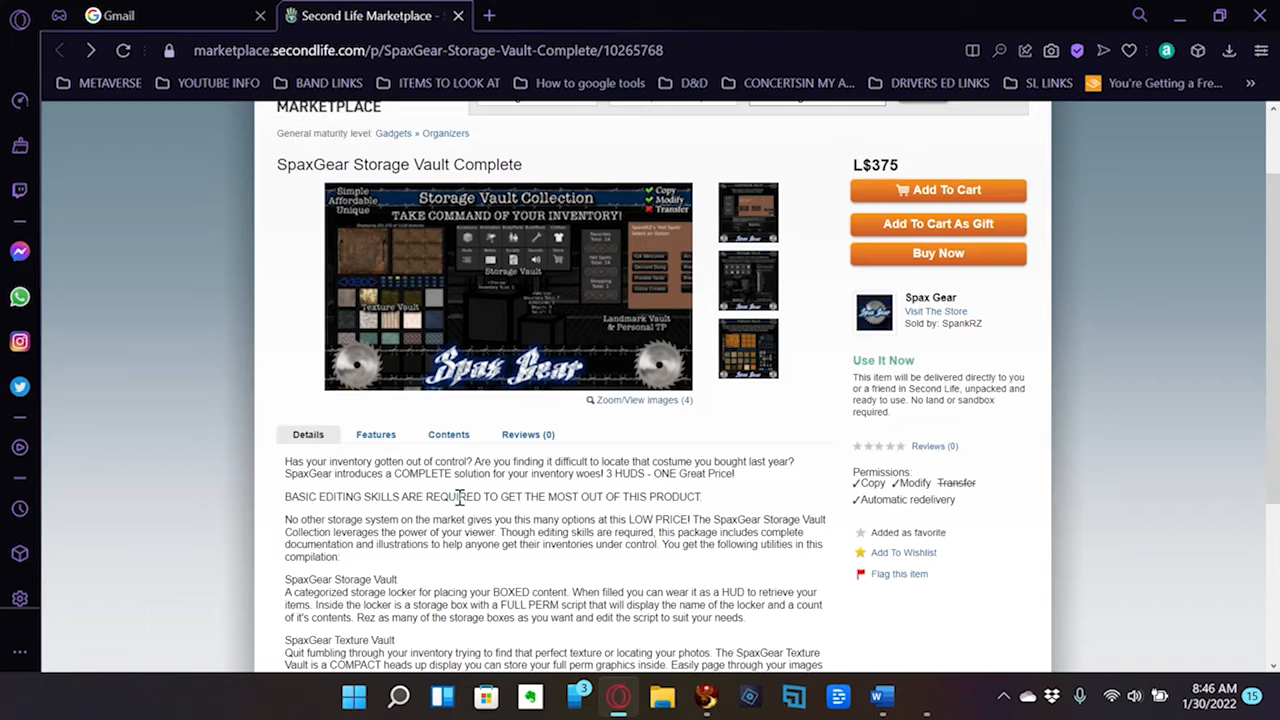 Gmail
Second Life Marketplace -
marketplace.secondlife.com/p/SpaxGear-Storage-Vault-Complete/10265768
METAVERSE
YOUTUBE INFO
BAND LINKS
ITEMS TO LOOK AT
How to google tools
D&D
CONCERTSIN MY A...
DRIVERS ED LINKS
SL LINKS
You're Getting a Fre...
MARKETPLACE
General maturity level: Gadgets » Organizers
SpaxGear Storage Vault Complete
Simple
Affordable
Unique
Storage Vault Collection
TAKE COMMAND OF YOUR INVENTORY!
Copy
Modify
Transfer
Storage Vault
Texture Vault
Landmark Vault
& Personal TP
Spax Gear
Zoom/View images (4)
L$375
Add To Cart
Add To Cart As Gift
Buy Now
Spax Gear
Visit The Store
Sold by: SpankRZ
Use It Now
This item will be delivered directly to you
or a friend in Second Life, unpacked and
ready to use. No land or sandbox
required.
Reviews (0)
Permissions:
Copy Modify Transfer
Automatic redelivery
Added as favorite
Add To Wishlist
Flag this item
Details
Features
Contents
Reviews (0)
Has your inventory gotten out of control? Are you finding it difficult to locate that costume you bought last year?
SpaxGear introduces a COMPLETE solution for your inventory woes! 3 HUDS - ONE Great Price!
BASIC EDITING SKILLS ARE REQUIRED TO GET THE MOST OUT OF THIS PRODUCT.
No other storage system on the market gives you this many options at this LOW PRICE! The SpaxGear Storage Vault
Collection leverages the power of your viewer. Though editing skills are required, this package includes complete
documentation and illustrations to help anyone get their inventories under control. You get the following utilities in this
compilation:
SpaxGear Storage Vault
A categorized storage locker for placing your BOXED content. When filled you can wear it as a HUD to retrieve your
items. Inside the locker is a storage box with a FULL PERM script that will display the name of the locker and a count
of it's contents. Rez as many of the storage boxes as you want and edit the script to suit your needs.
SpaxGear Texture Vault
Quit fumbling through your inventory trying to find that perfect texture or locating your photos. The SpaxGear Texture
Vault is a COMPACT heads up display you can store your full perm graphics inside. Easily page through your images
3
8:46 AM
1/30/2022
15